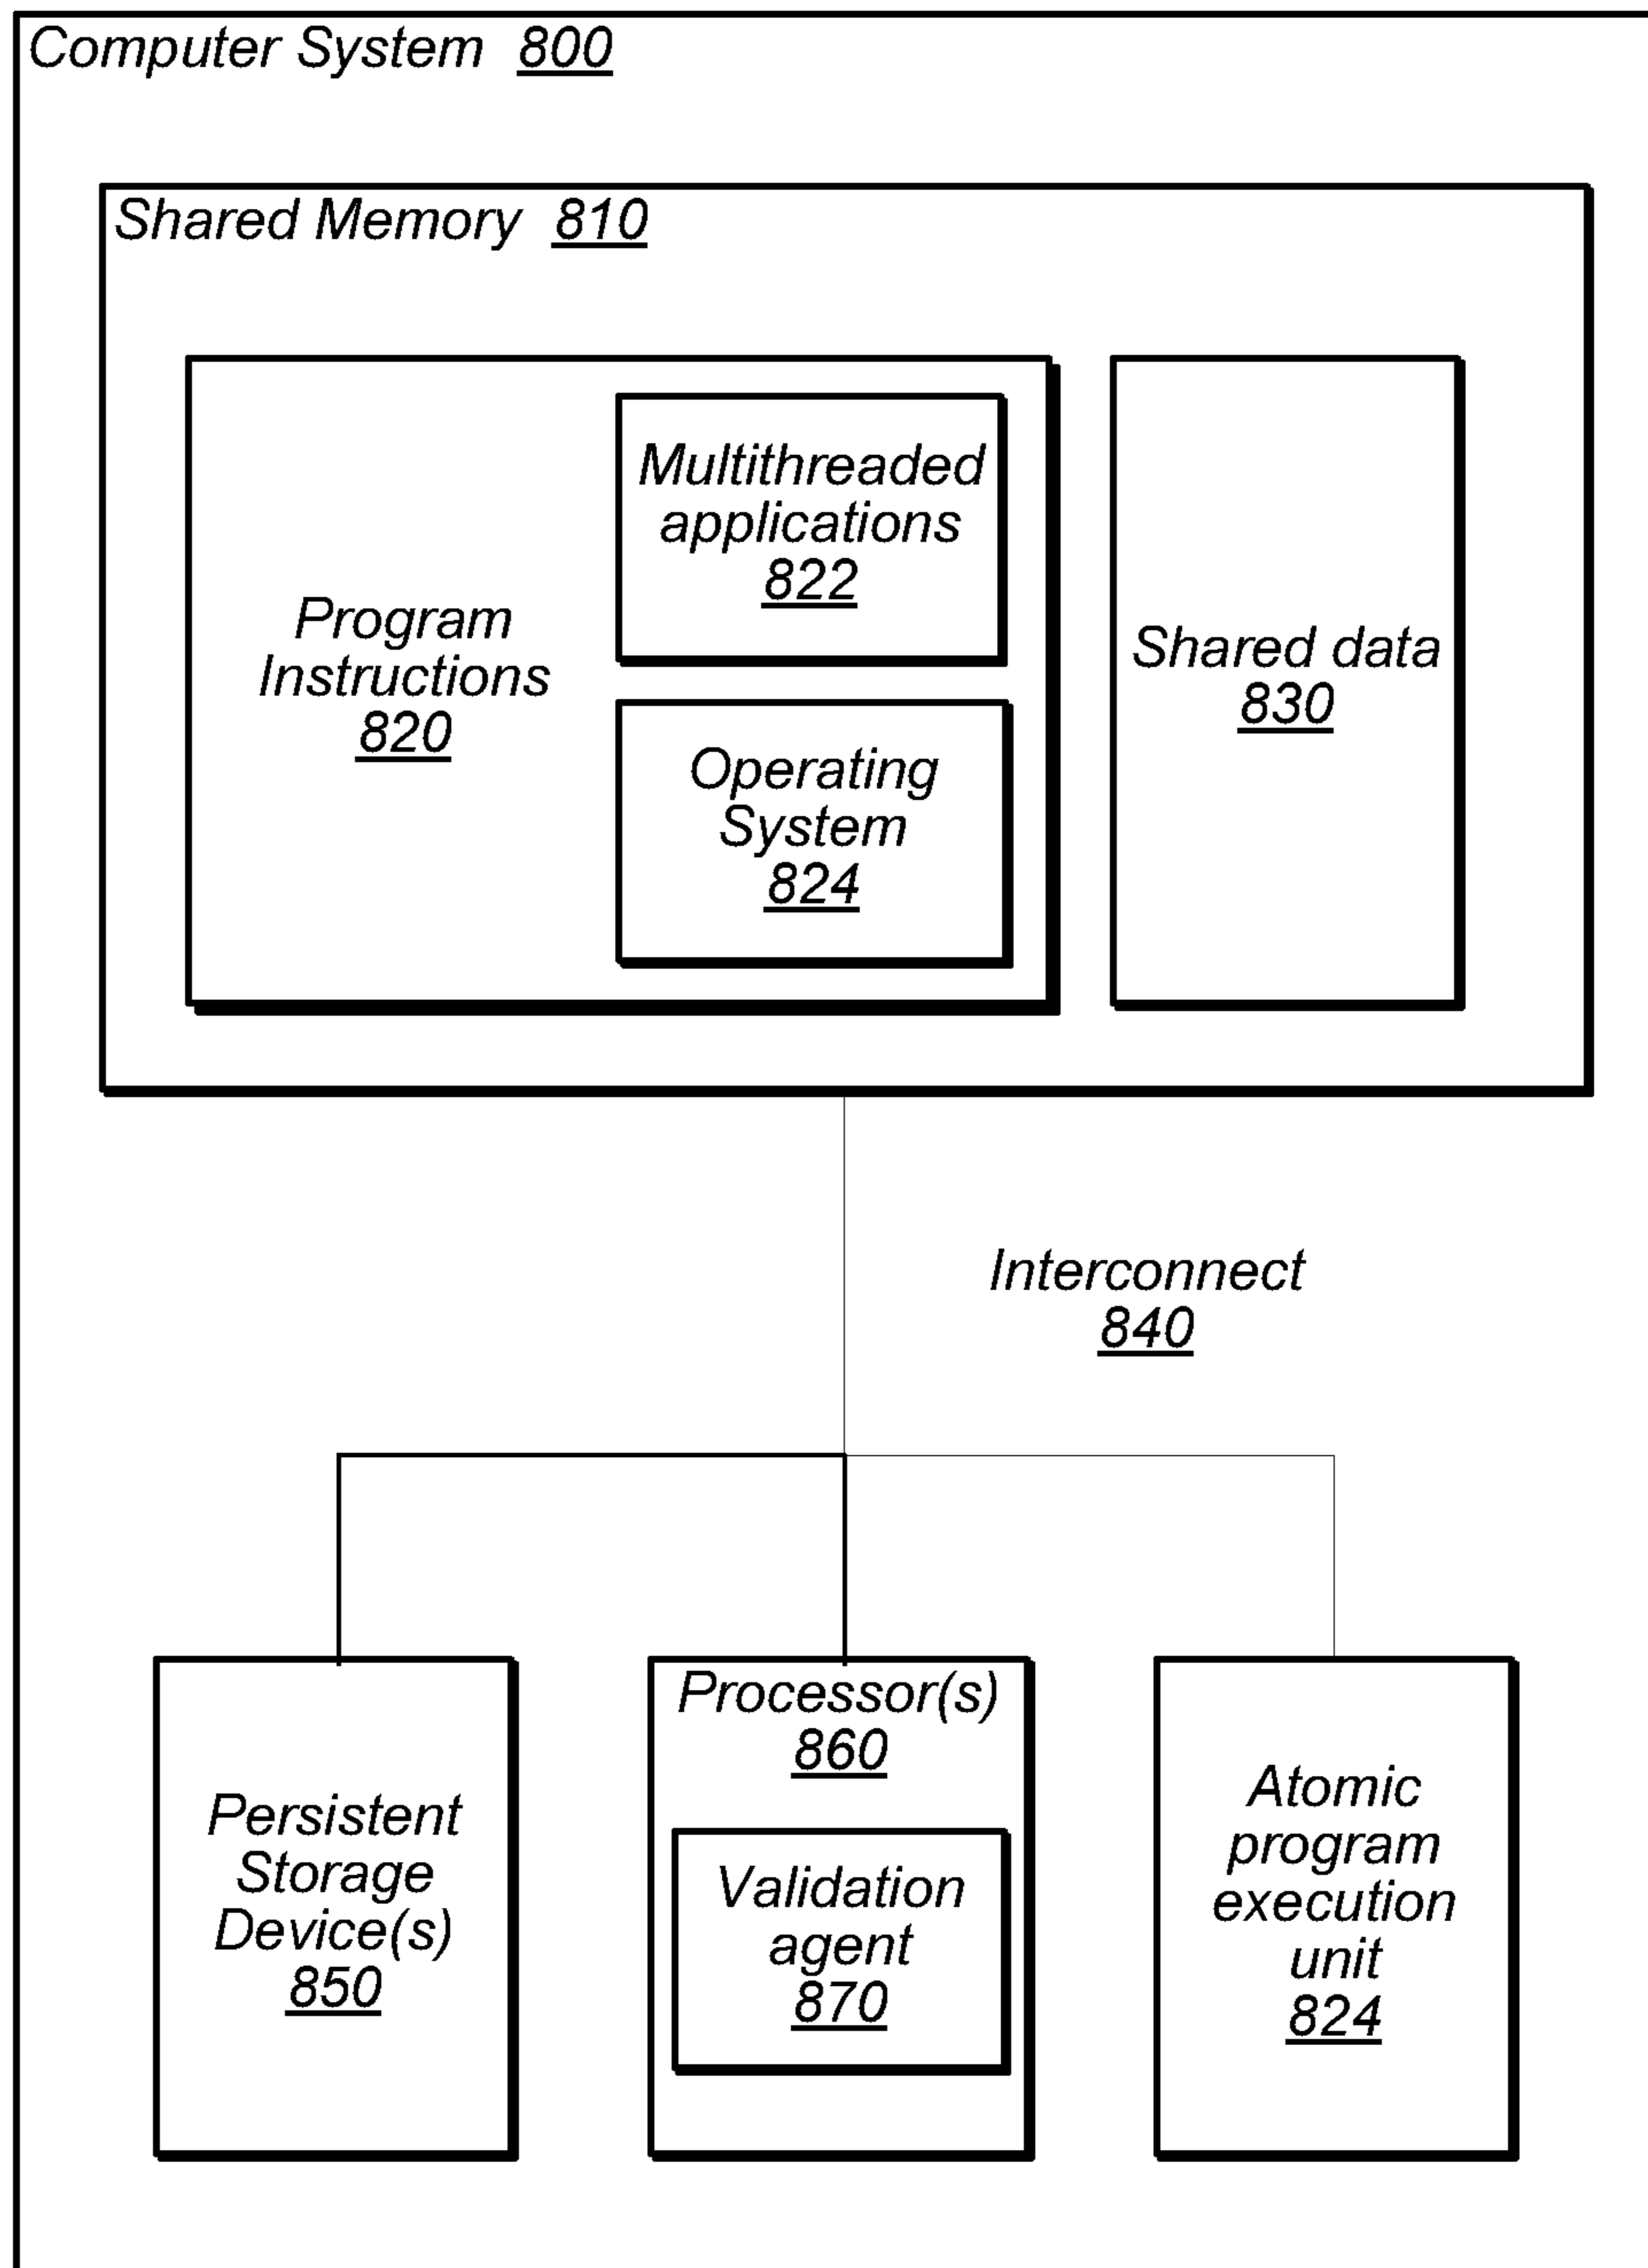 Computer System 800
Shared Memory 810
Multithreaded
applications
822
Program
Instructions
820
Operating
System
824
Shared data
830
Interconnect
840
Persistent
Storage
Device(s)
850
Processor(s)
860
Validation
agent
870
Atomic
program
execution
unit
824